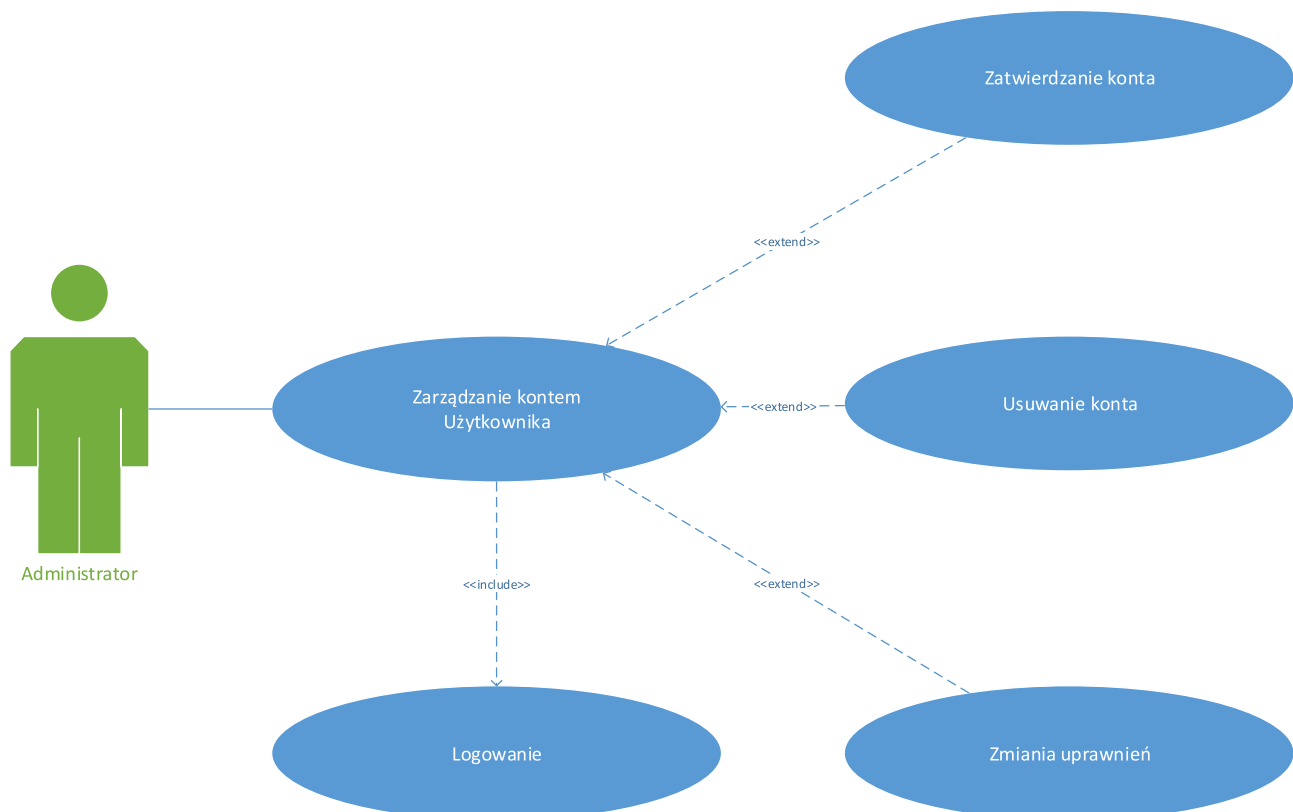 Zatwierdzanie konta
<<extend>>
Zarządzanie kontem
Użytkownika
<<extend>>
Usuwanie konta
Administrator
<<include>>
<<extend>>
Logowanie
Zmiania uprawnień